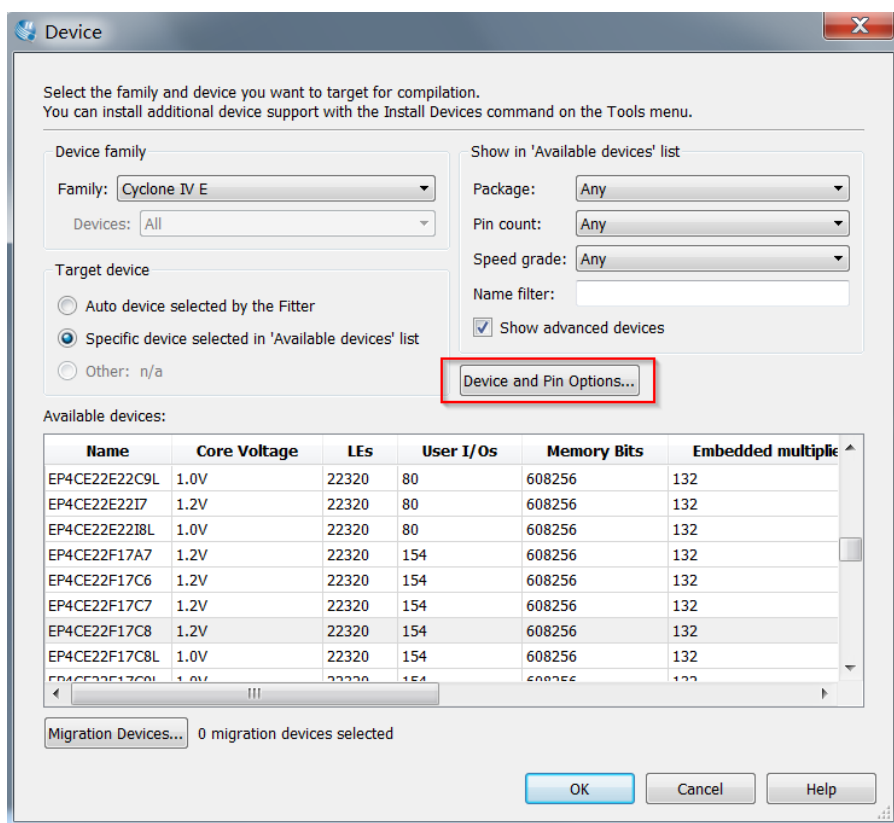 Device
X
Select the family and device you want to target for compilation.
You can install additional device support with the Install Devices command on the Tools menu.
Device family
Family: Cyclone IV E
Devices: All
Target device
Auto device selected by the Fitter
Specific device selected in 'Available devices' list
Other: n/a
Show in 'Available devices' list
Package: Any
Pin count: Any
Speed grade: Any
Name filter:
Show advanced devices
Device and Pin Options...
Available devices:
Name Core Voltage LEs User I/Os Memory Bits Embedded multiplie
EP4CE22E22C9L 1.0V 22320 80 608256 132
EP4CE22E22I7 1.2V 22320 80 608256 132
EP4CE22E22I8L 1.0V 22320 80 608256 132
EP4CE22F17A7 1.2V 22320 154 608256 132
EP4CE22F17C6 1.2V 22320 154 608256 132
EP4CE22F17C7 1.2V 22320 154 608256 132
EP4CE22F17C8 1.2V 22320 154 608256 132
EP4CE22F17C8L 1.0V 22320 154 608256 132
EP4CE22F17C9L 1.0V 22320 154 608256 132
Migration Devices... 0 migration devices selected
OK Cancel Help